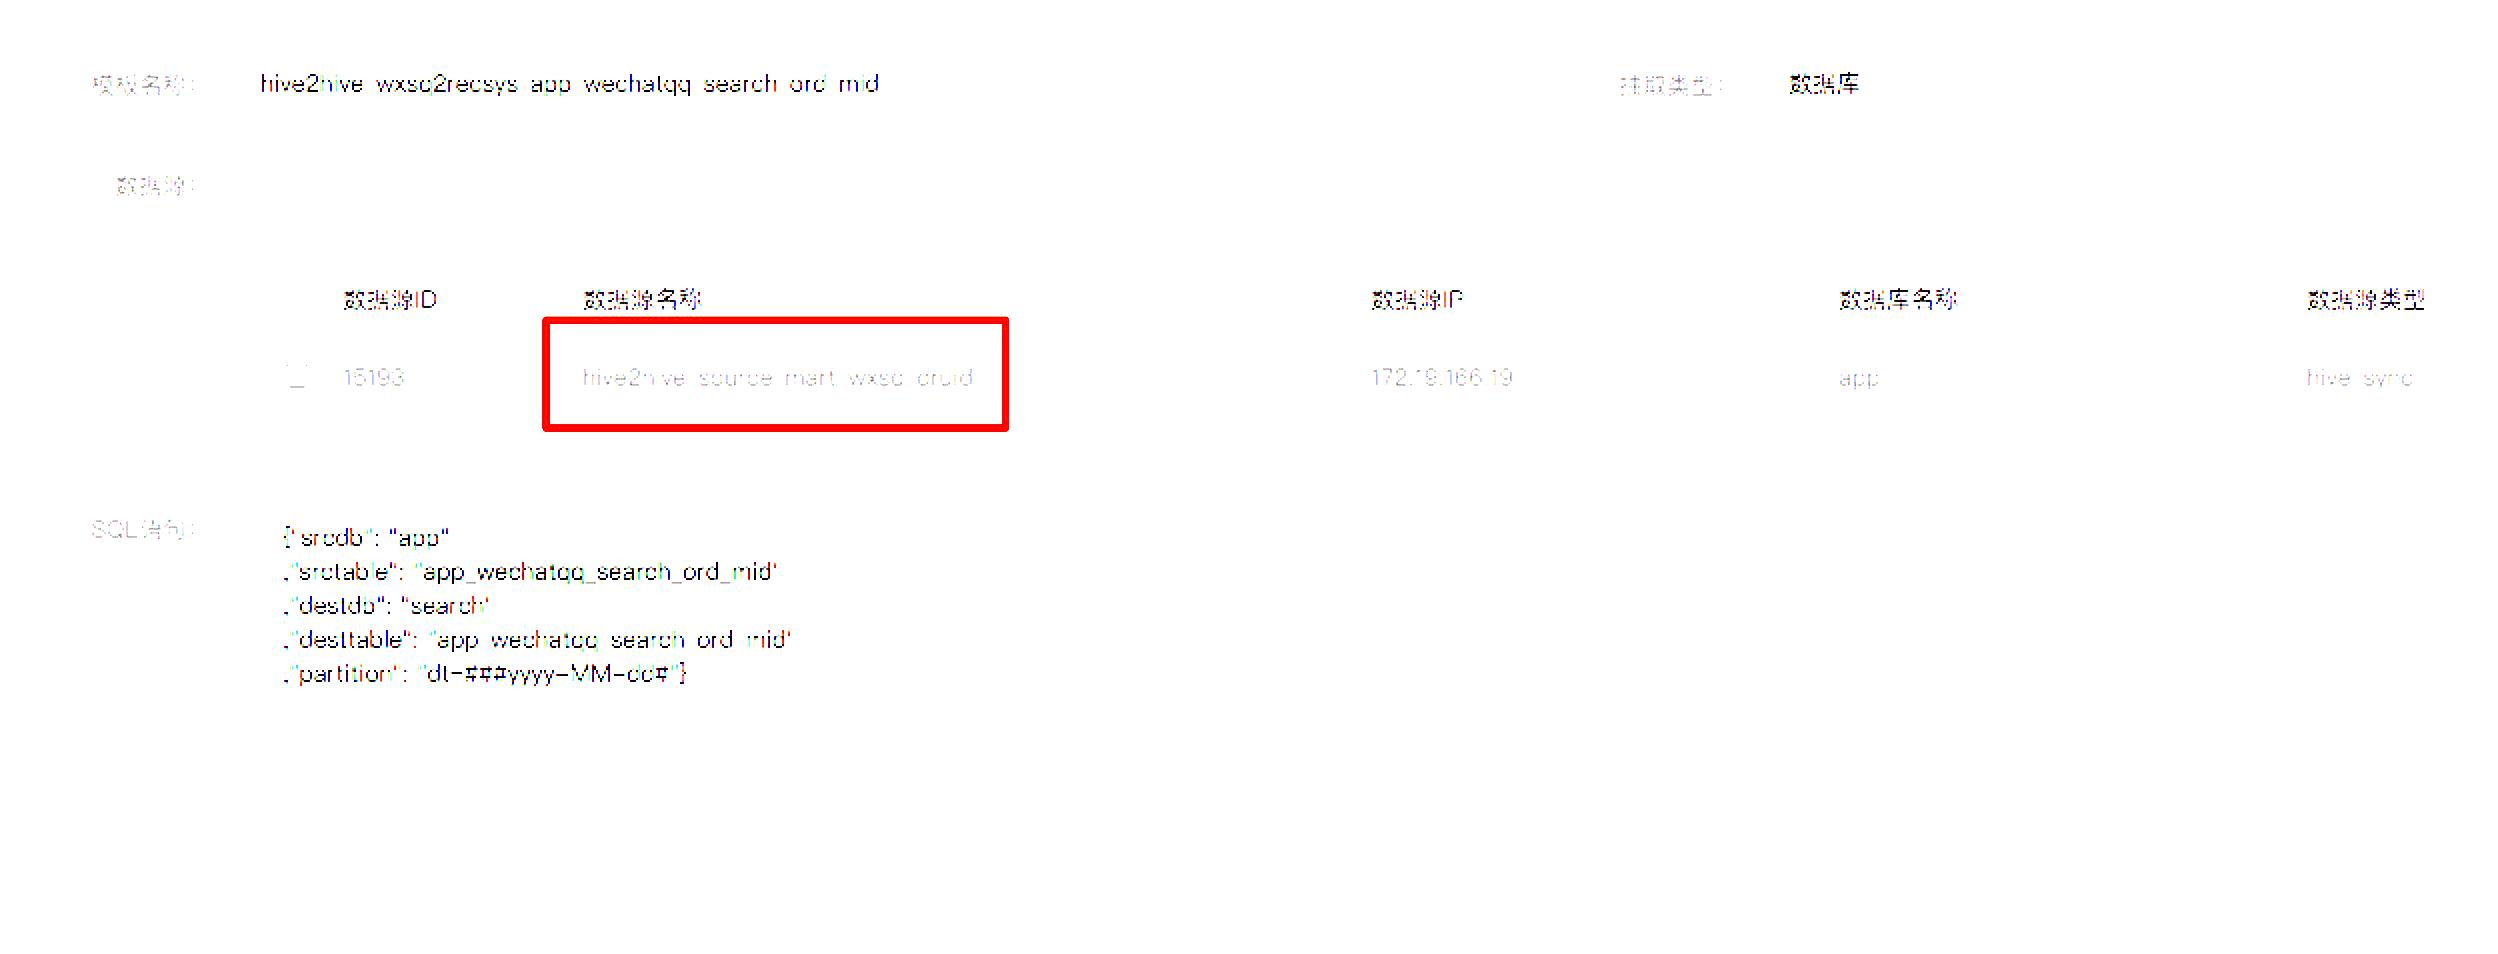 模板名称: hive2hive_wxsq2recsys_app_wechatqq_search_ord_mid 抽取类型: 数据库
数据源:
数据源ID 数据源名称 数据源IP 数据库名称 数据源类型
15193 hive2hive_source_mart_wxsq_druid 172.19.166.19 app hive_sync
SQL语句: {"srcdb": "app"
,"srctable": "app_wechatqq_search_ord_mid"
,"destdb": "search"
,"desttable": "app_wechatqq_search_ord_mid"
,"partition": "dt=###yyyy-MM-dd#"}